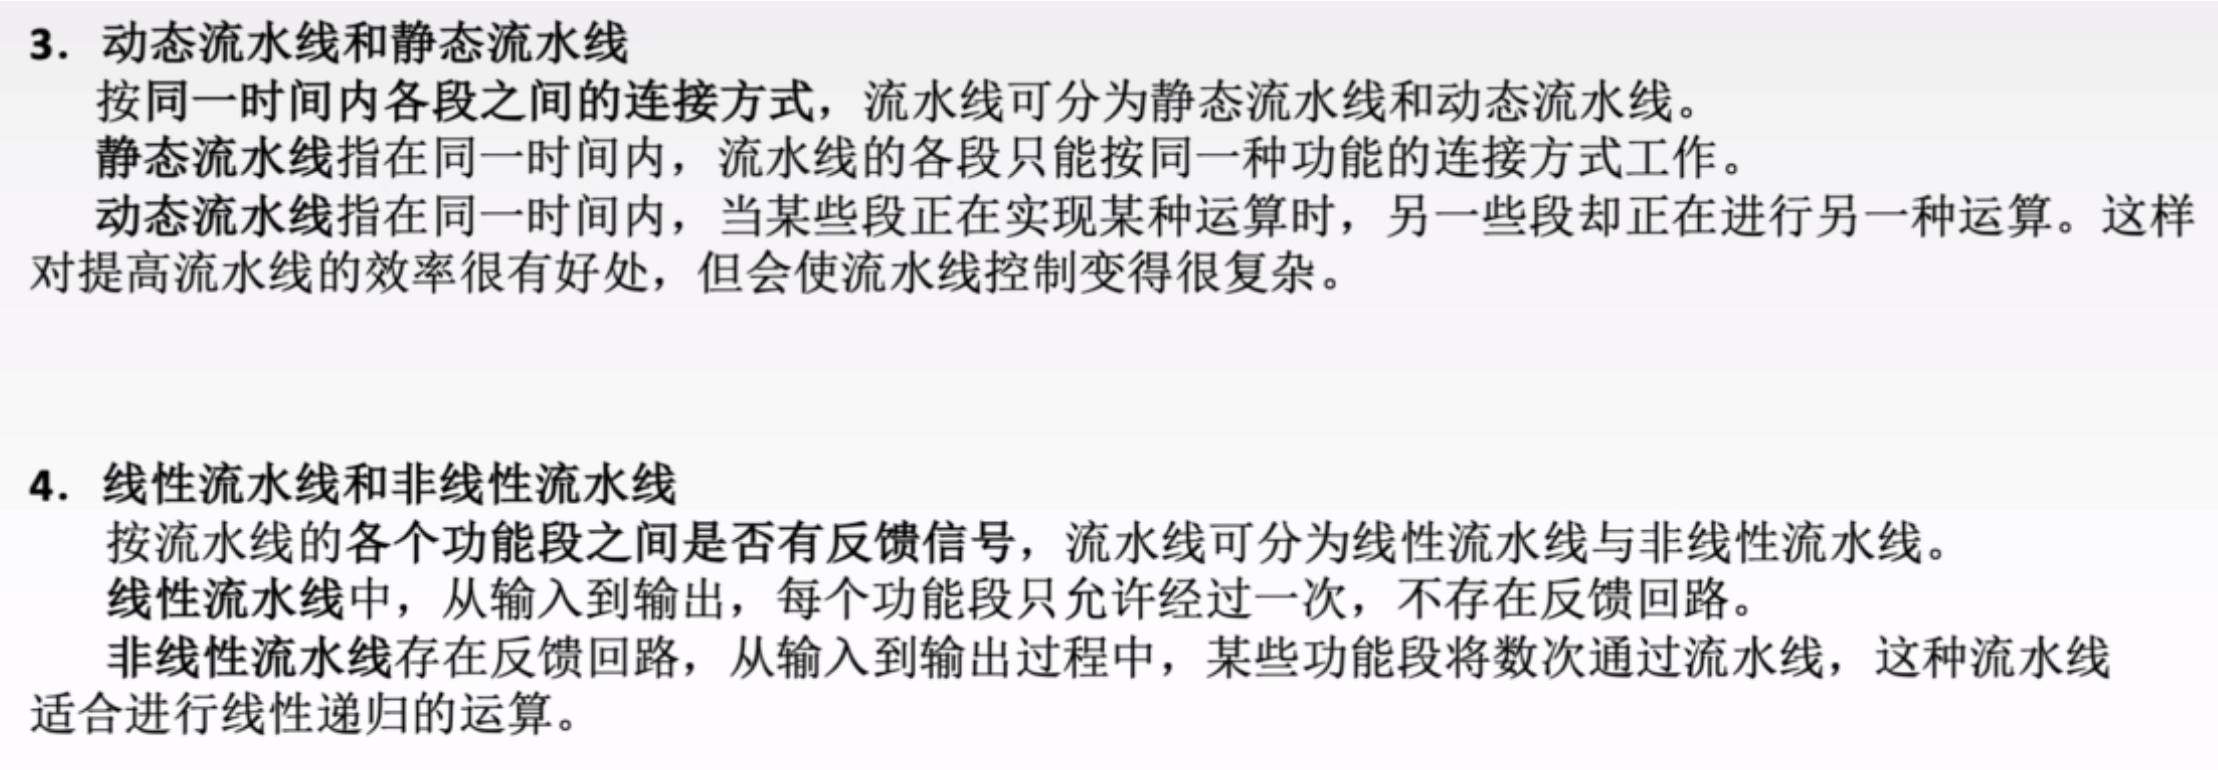 3. 动态流水线和静态流水线
按同一时间内各段之间的连接方式，流水线可分为静态流水线和动态流水线。
静态流水线指在同一时间内，流水线的各段只能按同一种功能的连接方式工作。
动态流水线指在同一时间内，当某些段正在实现某种运算时，另一些段却正在进行另一种运算。这样
对提高流水线的效率很有好处，但会使流水线控制变得很复杂。
4. 线性流水线和非线性流水线
按流水线的各个功能段之间是否有反馈信号，流水线可分为线性流水线与非线性流水线。
线性流水线中，从输入到输出，每个功能段只允许经过一次，不存在反馈回路。
非线性流水线存在反馈回路，从输入到输出过程中，某些功能段将数次通过流水线，这种流水线
适合进行线性递归的运算。